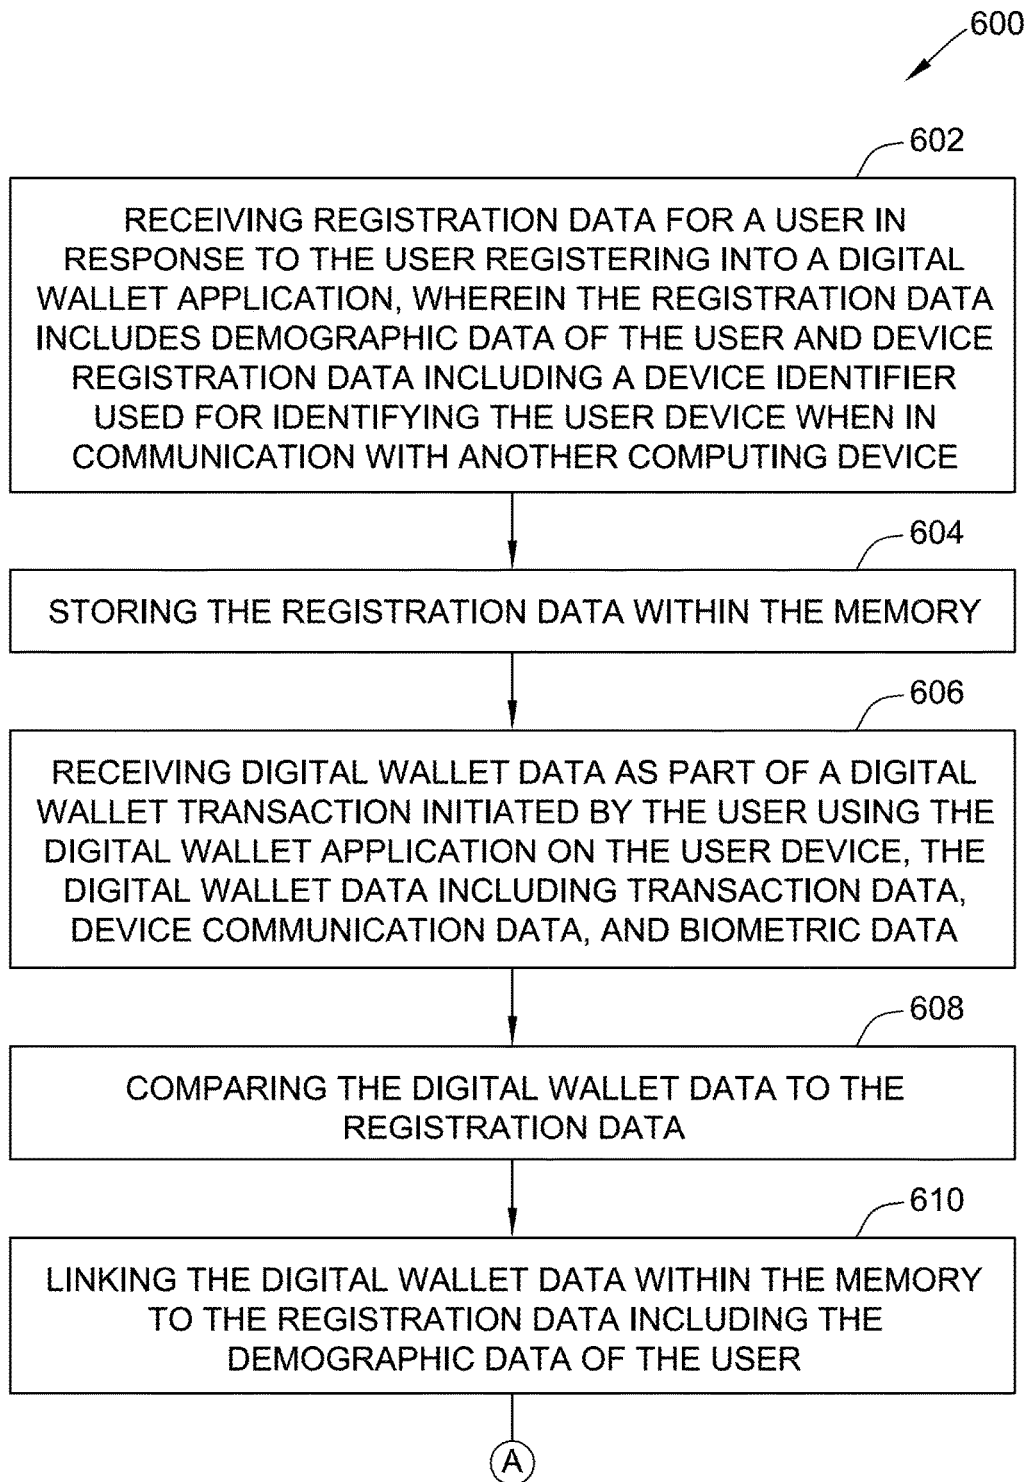 600
602
RECEIVING REGISTRATION DATA FOR A USER IN
RESPONSE TO THE USER REGISTERING INTO A DIGITAL
WALLET APPLICATION, WHEREIN THE REGISTRATION DATA
INCLUDES DEMOGRAPHIC DATA OF THE USER AND DEVICE
REGISTRATION DATA INCLUDING A DEVICE IDENTIFIER
USED FOR IDENTIFYING THE USER DEVICE WHEN IN
COMMUNICATION WITH ANOTHER COMPUTING DEVICE
604
STORING THE REGISTRATION DATA WITHIN THE MEMORY
606
RECEIVING DIGITAL WALLET DATA AS PART OF A DIGITAL
WALLET TRANSACTION INITIATED BY THE USER USING THE
DIGITAL WALLET APPLICATION ON THE USER DEVICE, THE
DIGITAL WALLET DATA INCLUDING TRANSACTION DATA,
DEVICE COMMUNICATION DATA, AND BIOMETRIC DATA
608
COMPARING THE DIGITAL WALLET DATA TO THE
REGISTRATION DATA
610
LINKING THE DIGITAL WALLET DATA WITHIN THE MEMORY
TO THE REGISTRATION DATA INCLUDING THE
DEMOGRAPHIC DATA OF THE USER
A